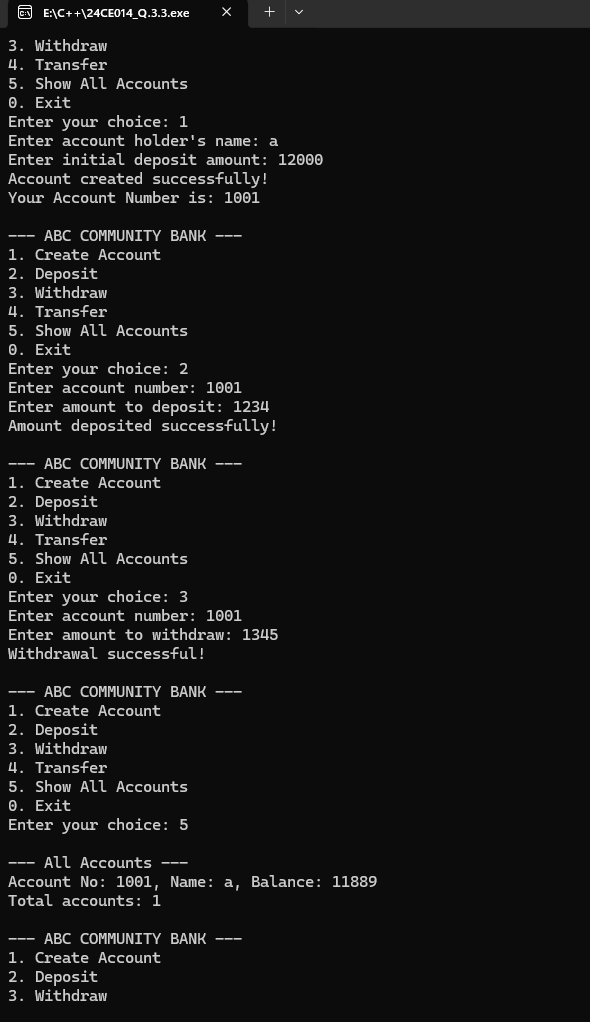 E:\C++\24CE014_Q.3.3.exe
3. Withdraw
4. Transfer
5. Show All Accounts
0. Exit
Enter your choice: 1
Enter account holder's name: a
Enter initial deposit amount: 12000
Account created successfully!
Your Account Number is: 1001
--- ABC COMMUNITY BANK ---
1. Create Account
2. Deposit
3. Withdraw
4. Transfer
5. Show All Accounts
0. Exit
Enter your choice: 2
Enter account number: 1001
Enter amount to deposit: 1234
Amount deposited successfully!
--- ABC COMMUNITY BANK ---
1. Create Account
2. Deposit
3. Withdraw
4. Transfer
5. Show All Accounts
0. Exit
Enter your choice: 3
Enter account number: 1001
Enter amount to withdraw: 1345
Withdrawal successful!
--- ABC COMMUNITY BANK ---
1. Create Account
2. Deposit
3. Withdraw
4. Transfer
5. Show All Accounts
0. Exit
Enter your choice: 5
--- All Accounts ---
Account No: 1001, Name: a, Balance: 11889
Total accounts: 1
--- ABC COMMUNITY BANK ---
1. Create Account
2. Deposit
3. Withdraw